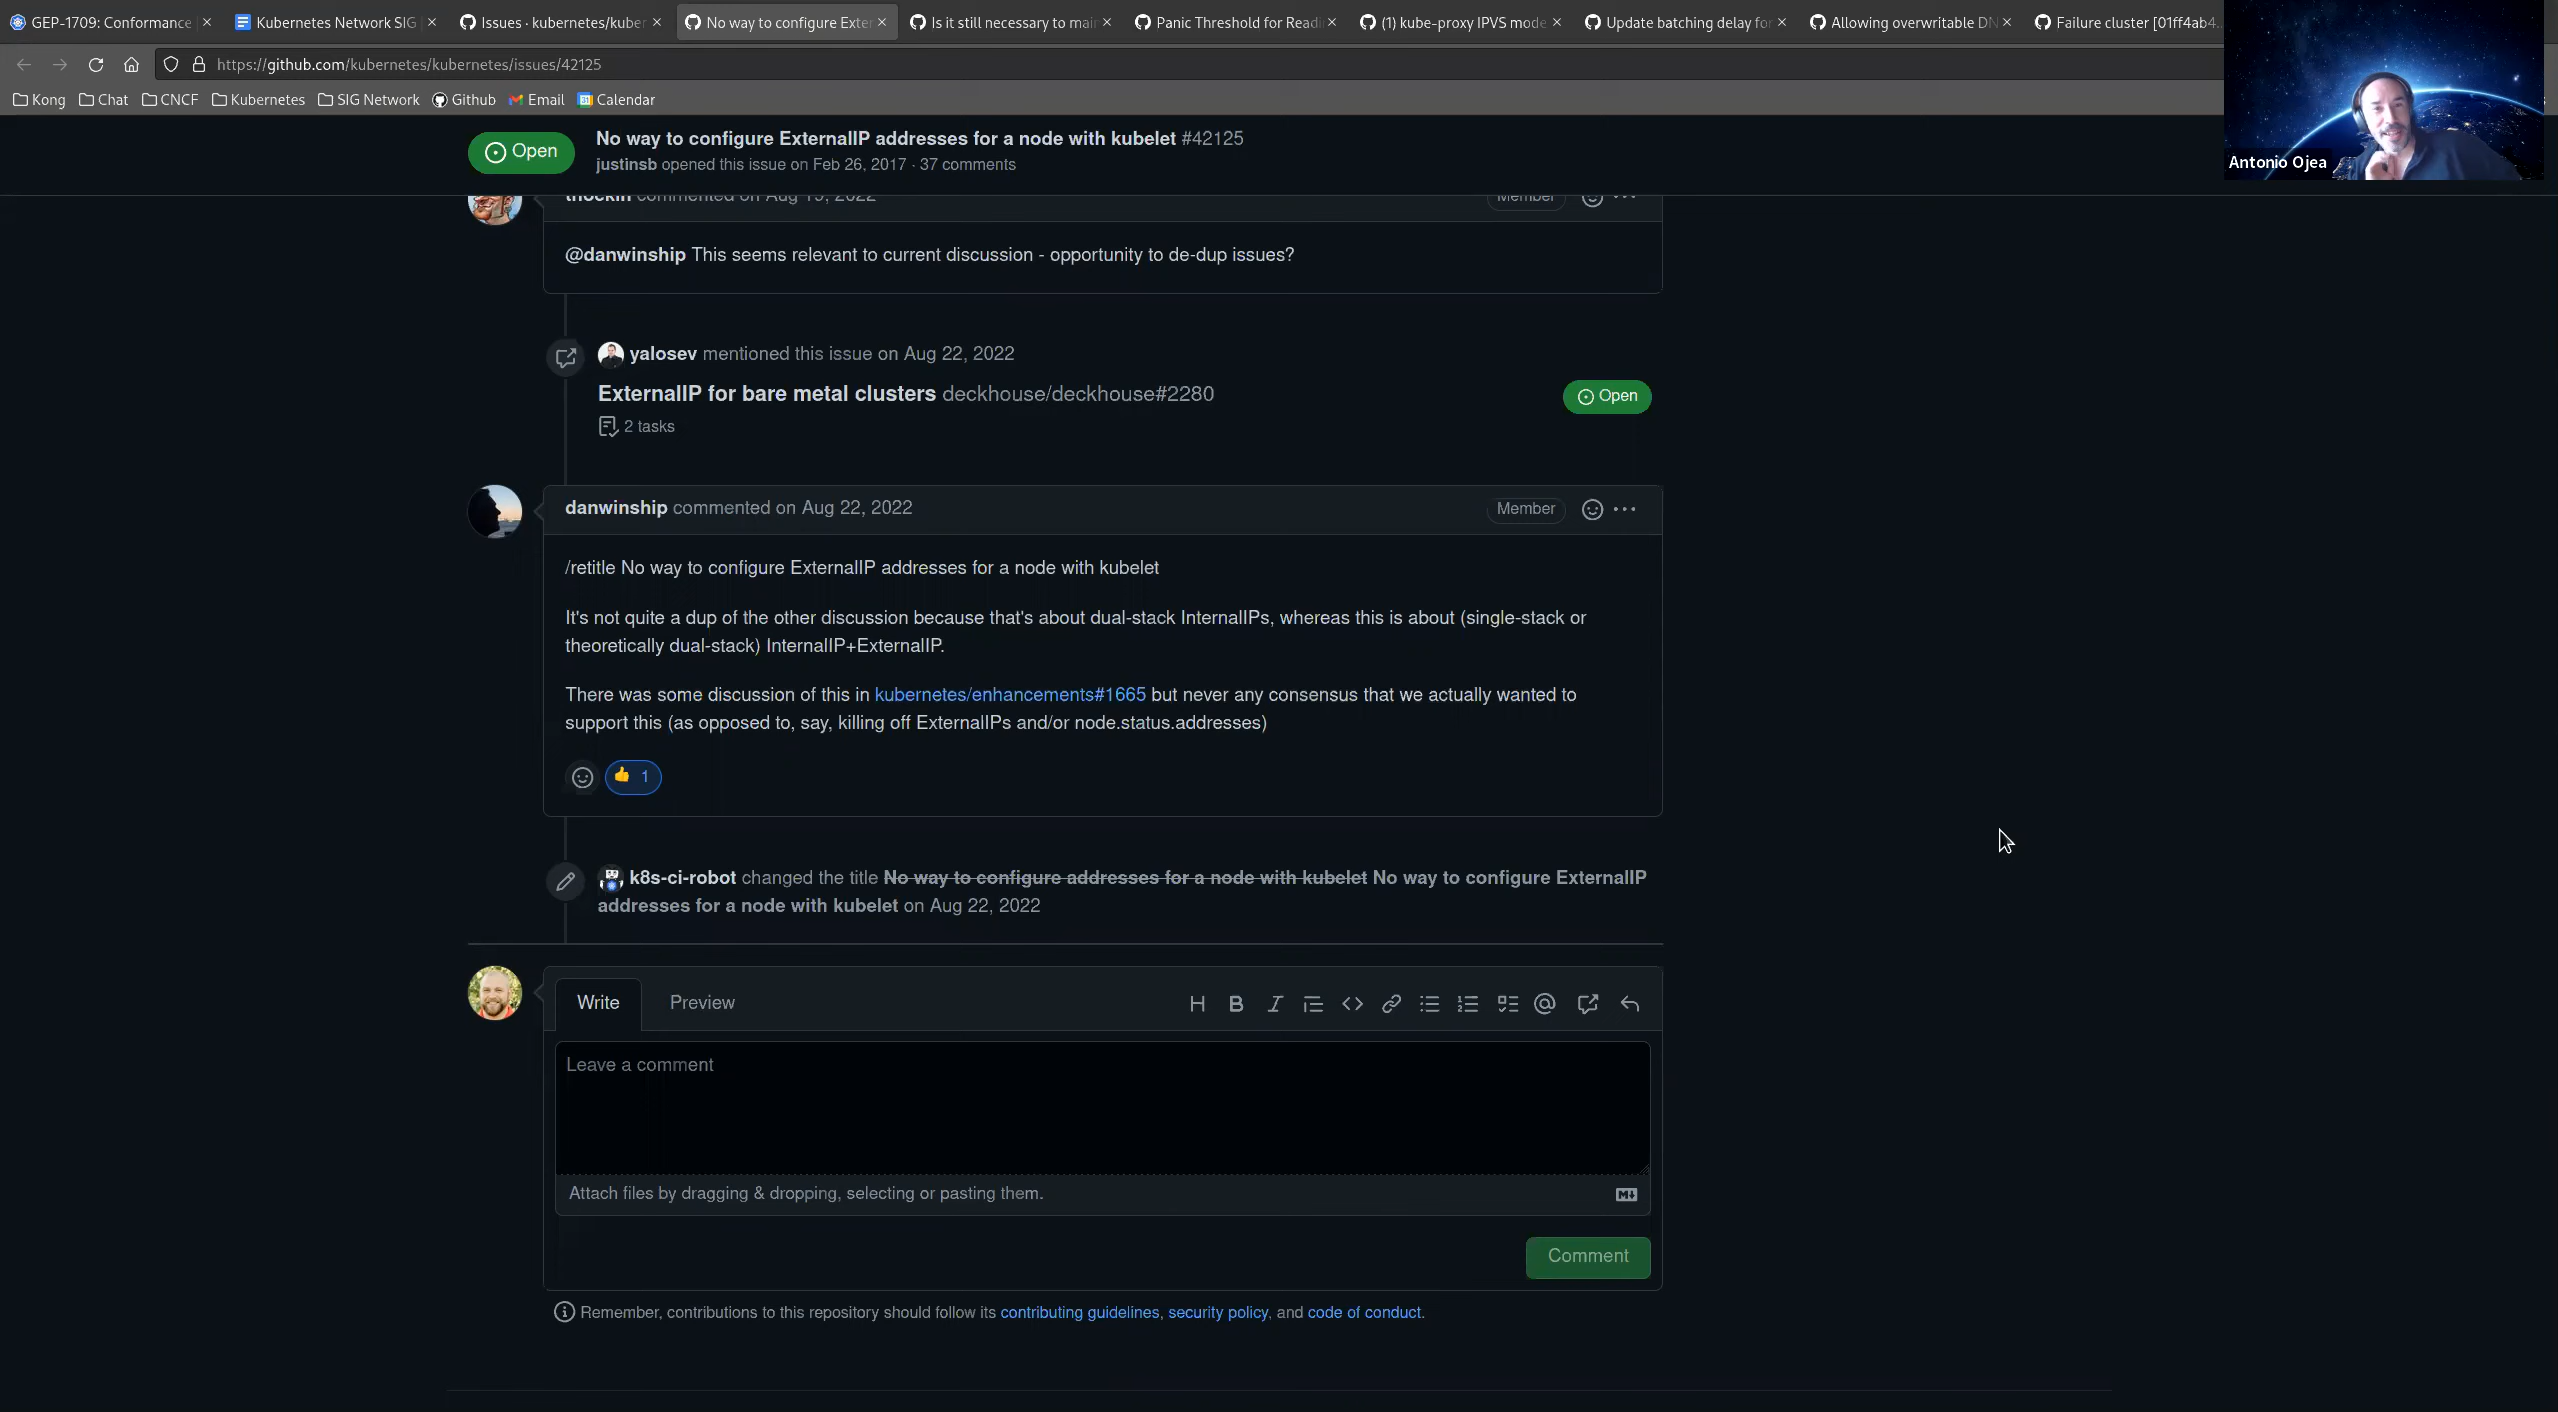 GEP-1709: Conformance
Kubernetes Network SIG
Issues · kubernetes/kuber
No way to configure Exter
Is it still necessary to main
Panic Threshold for Readi
(1) kube-proxy IPVS mode
Update batching delay for
Allowing overwritable DN
Failure cluster [01ff4ab4...
https://github.com/kubernetes/kubernetes/issues/42125
Kong Chat CNCF Kubernetes SIG Network Github Email Calendar
Antonio Ojea
Open
No way to configure ExternalIP addresses for a node with kubelet #42125
justinsb opened this issue on Feb 26, 2017 · 37 comments
thockin commented on Aug 19, 2022 Member
@danwinship This seems relevant to current discussion - opportunity to de-dup issues?
yalosev mentioned this issue on Aug 22, 2022
ExternalIP for bare metal clusters deckhouse/deckhouse#2280
Open
2 tasks
danwinship commented on Aug 22, 2022 Member
/retitle No way to configure ExternalIP addresses for a node with kubelet
It's not quite a dup of the other discussion because that's about dual-stack InternalIPs, whereas this is about (single-stack or
theoretically dual-stack) InternalIP+ExternalIP.
There was some discussion of this in kubernetes/enhancements#1665 but never any consensus that we actually wanted to
support this (as opposed to, say, killing off ExternalIPs and/or node.status.addresses)
1
k8s-ci-robot changed the title No way to configure addresses for a node with kubelet No way to configure ExternalIP
addresses for a node with kubelet on Aug 22, 2022
Write Preview
Leave a comment
Attach files by dragging & dropping, selecting or pasting them.
Comment
Remember, contributions to this repository should follow its contributing guidelines, security policy, and code of conduct.